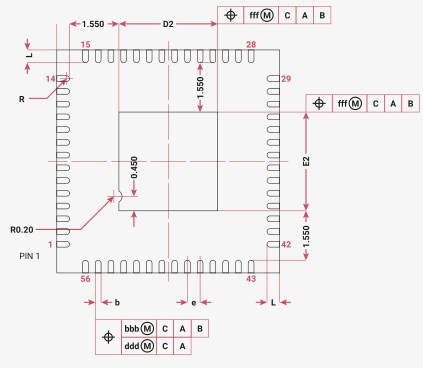 1.550
D2
fff Ⓜ C A B
15
28
L
14
29
R
1.550
fff Ⓜ C A B
0.450
E2
R0.20
1
42
1.550
PIN 1
56
43
b
e
L
bbb Ⓜ C A B
ddd Ⓜ C A